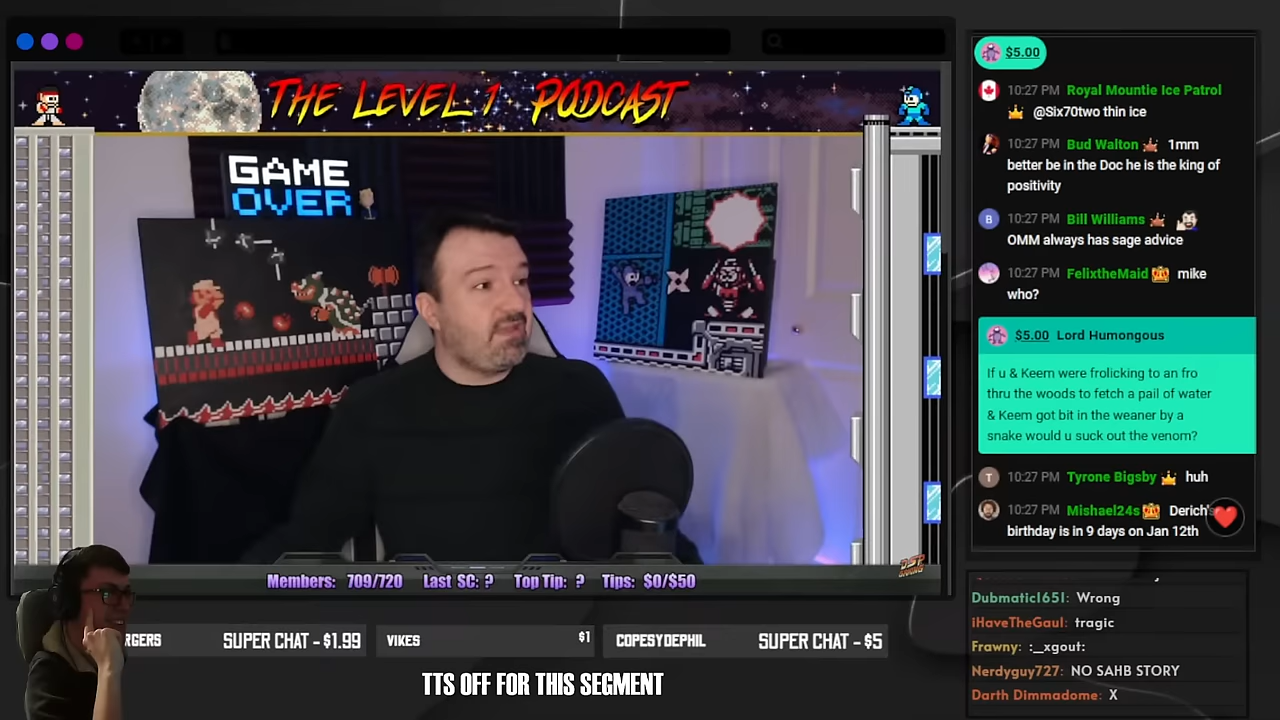 THE LEVEL 1 PODCAST
GAME
OVER
Members: 709/720 Last SC: ? Top Tip: ? Tips: $0/$50
DSP
GAMING
RGERS SUPER CHAT - $1.99
VIKES $1
COPESYDEPHIL SUPER CHAT - $5
TTS OFF FOR THIS SEGMENT
$5.00
10:27 PM Royal Mountie Ice Patrol
@Six70two thin ice
10:27 PM Bud Walton 1mm
better be in the Doc he is the king of
positivity
10:27 PM Bill Williams
OMM always has sage advice
10:27 PM FelixtheMaid mike
who?
$5.00 Lord Humongous
If u & Keem were frolicking to an fro
thru the woods to fetch a pail of water
& Keem got bit in the weaner by a
snake would u suck out the venom?
T 10:27 PM Tyrone Bigsby huh
10:27 PM Mishael24s Derich's
birthday is in 9 days on Jan 12th
Dubmatic1651: Wrong
iHaveTheGaul: tragic
Frawny: :_xgout:
Nerdyguy727: NO SAHB STORY
Darth Dimmadome: X